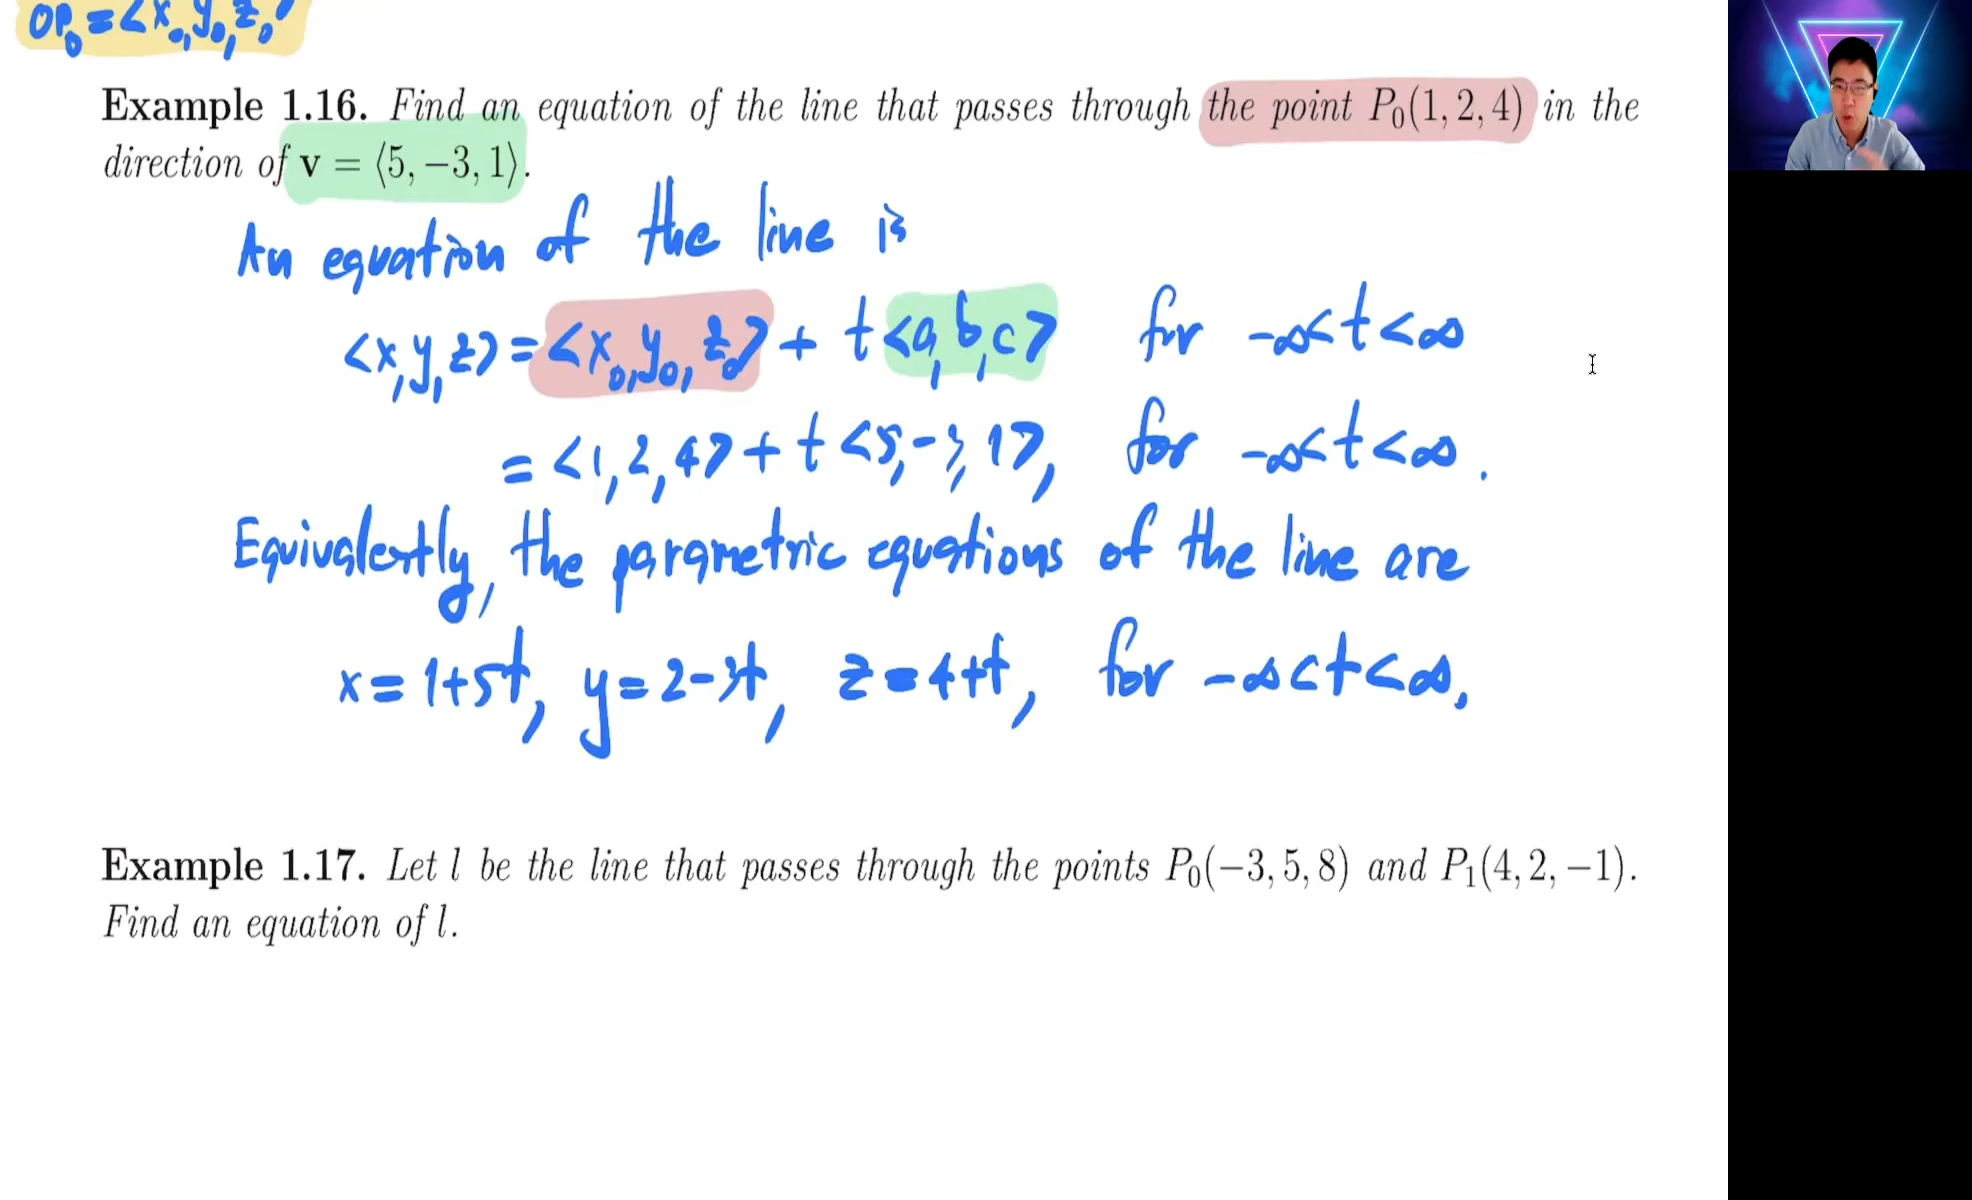 OP₀ = <x₀, y₀, z₀>
Example 1.16. Find an equation of the line that passes through the point P₀(1, 2, 4) in the
direction of v = ⟨5, −3, 1⟩.
An equation of the line is
<x, y, z> = <x₀, y₀, z₀> + t<a, b, c> for -∞<t<∞
= <1, 2, 4> + t <5, -3, 1>, for -∞<t<∞.
Equivalently, the parametric equations of the line are
x = 1+5t, y = 2-3t, z = 4+t, for -∞<t<∞.
Example 1.17. Let l be the line that passes through the points P₀(−3, 5, 8) and P₁(4, 2, −1).
Find an equation of l.